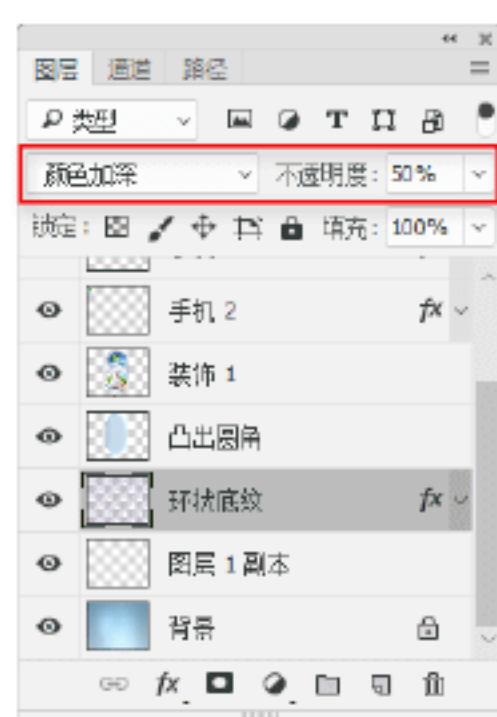 图层 通道 路径
类型
颜色加深 不透明度: 50%
锁定: 填充: 100%
手机 2 fx
装饰 1
凸出圆角
环状底纹 fx
图层 1 副本
背景
fx